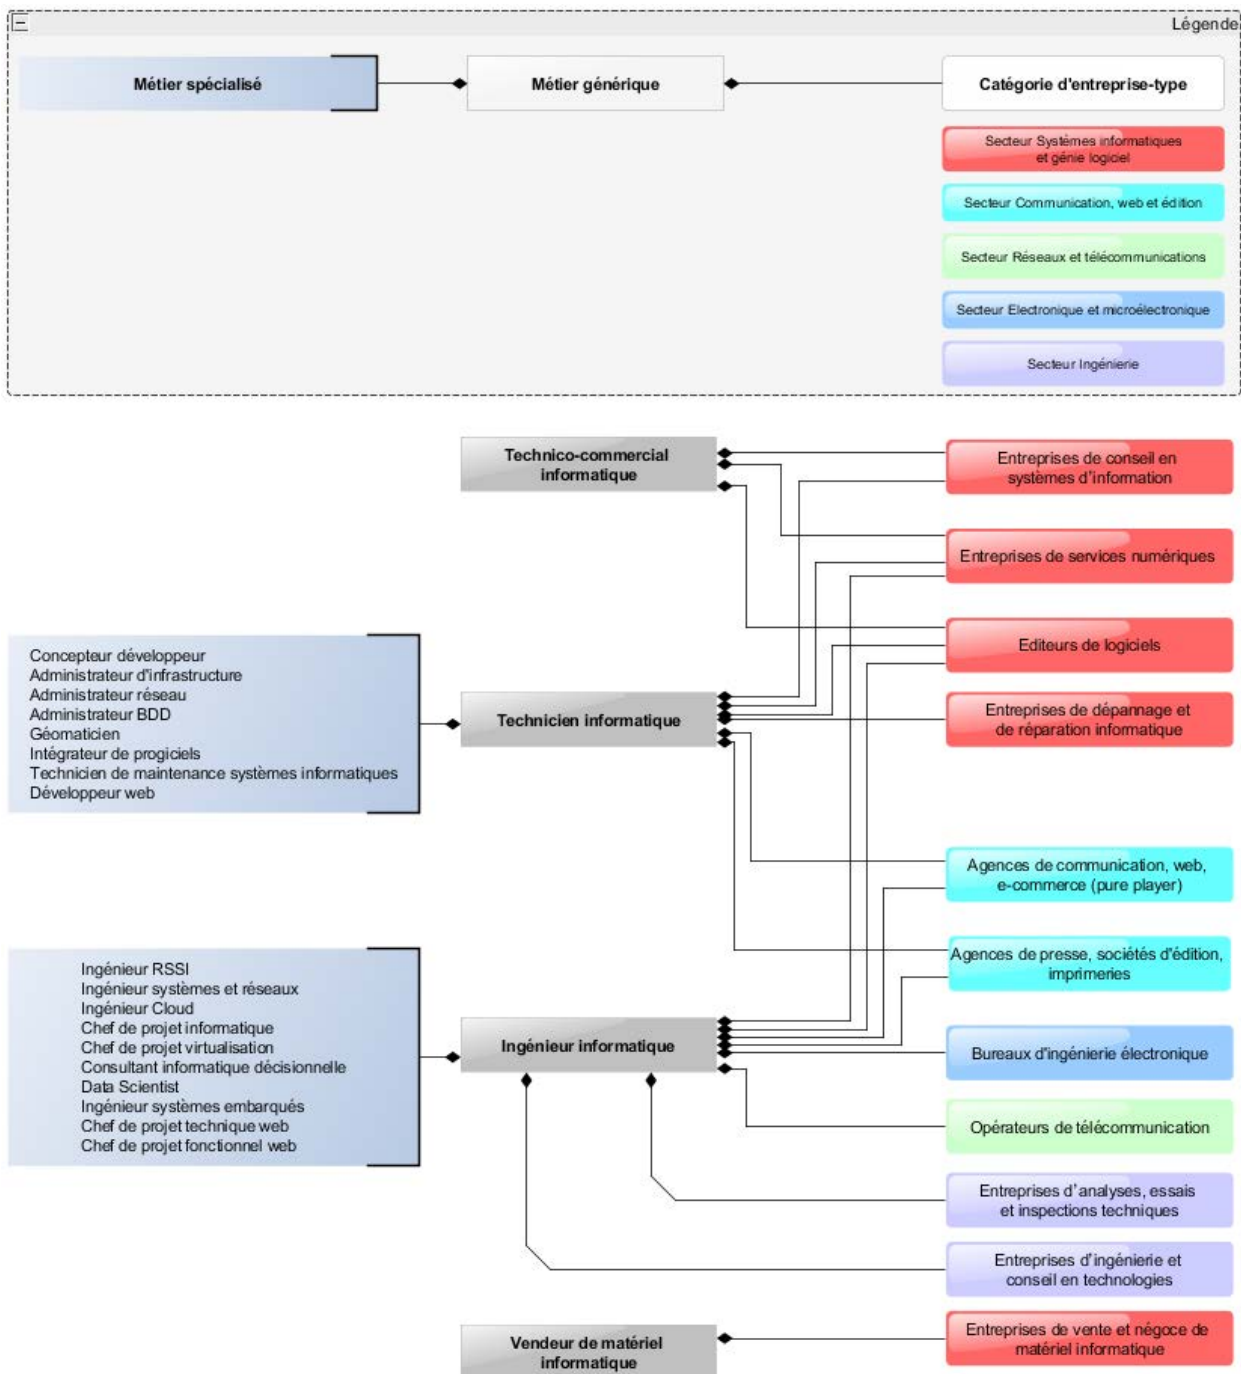 Légende
Métier spécialisé
Métier générique
Catégorie d'entreprise-type
Secteur Systèmes informatiques
et génie logiciel
Secteur Communication, web et édition
Secteur Réseaux et télécommunications
Secteur Electronique et microélectronique
Secteur Ingénierie
Technico-commercial
informatique
Entreprises de conseil en
systèmes d'information
Entreprises de services numériques
Editeurs de logiciels
Concepteur développeur
Administrateur d'infrastructure
Administrateur réseau
Administrateur BDD
Géomaticien
Intégrateur de progiciels
Technicien de maintenance systèmes informatiques
Développeur web
Technicien informatique
Entreprises de dépannage et
de réparation informatique
Agences de communication, web,
e-commerce (pure player)
Agences de presse, sociétés d'édition,
imprimeries
Ingénieur RSSI
Ingénieur systèmes et réseaux
Ingénieur Cloud
Chef de projet informatique
Chef de projet virtualisation
Consultant informatique décisionnelle
Data Scientist
Ingénieur systèmes embarqués
Chef de projet technique web
Chef de projet fonctionnel web
Ingénieur informatique
Bureaux d'ingénierie électronique
Opérateurs de télécommunication
Entreprises d'analyses, essais
et inspections techniques
Entreprises d'ingénierie et
conseil en technologies
Vendeur de matériel
informatique
Entreprises de vente et négoce de
matériel informatique